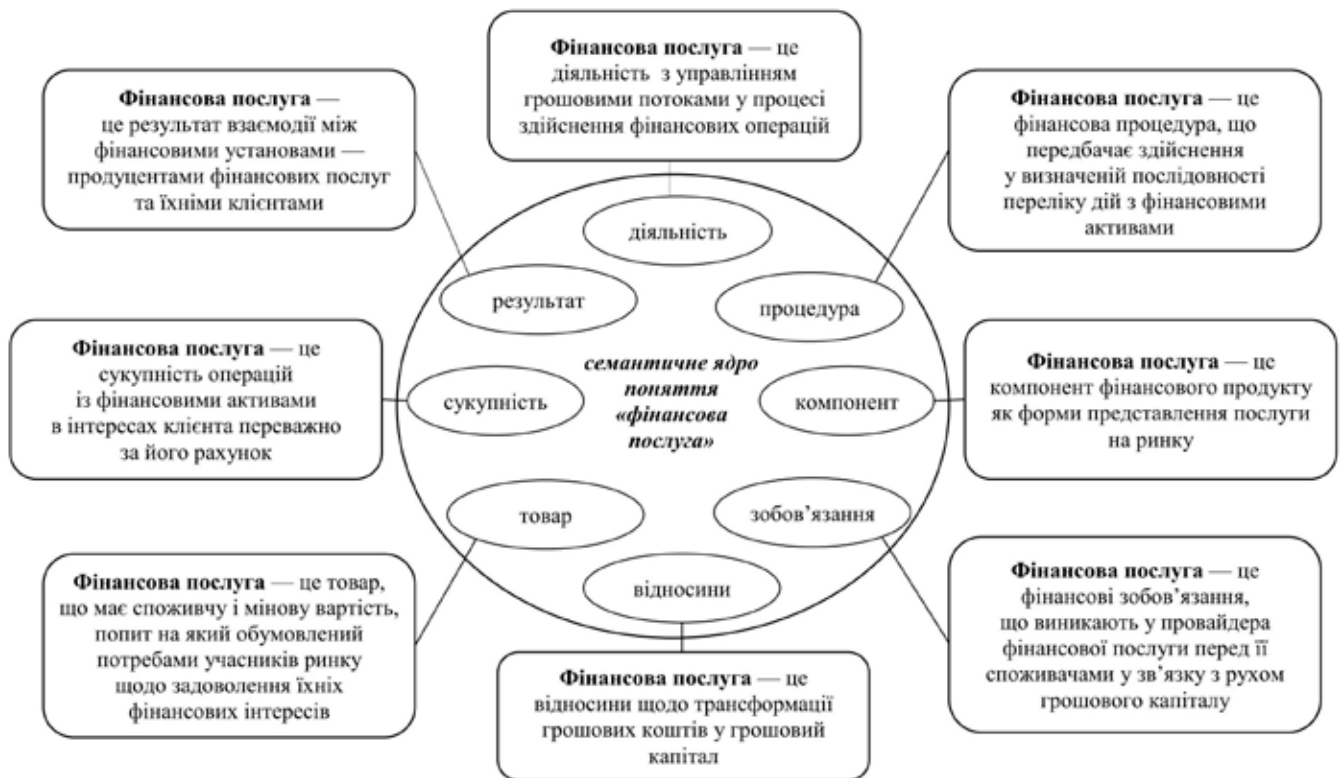 Фінансова послуга — це
діяльність з управлінням
грошовими потоками у процесі
здійснення фінансових операцій
Фінансова послуга —
це результат взаємодії між
фінансовими установами —
продуцентами фінансових послуг
та їхніми клієнтами
Фінансова послуга — це
фінансова процедура, що
передбачає здійснення
у визначеній послідовності
переліку дій з фінансовими
активами
діяльність
результат
процедура
Фінансова послуга — це
сукупність операцій
із фінансовими активами
в інтересах клієнта переважно
за його рахунок
сукупність
семантичне ядро
поняття
«фінансова
послуга»
компонент
Фінансова послуга — це
компонент фінансового продукту
як форми представлення послуги
на ринку
товар
зобов’язання
відносини
Фінансова послуга — це товар,
що має споживчу і мінову вартість,
попит на який обумовлений
потребами учасників ринку
щодо задоволення їхніх
фінансових інтересів
Фінансова послуга — це
відносини щодо трансформації
грошових коштів у грошовий
капітал
Фінансова послуга — це
фінансові зобов’язання,
що виникають у провайдера
фінансової послуги перед її
споживачами у зв’язку з рухом
грошового капіталу